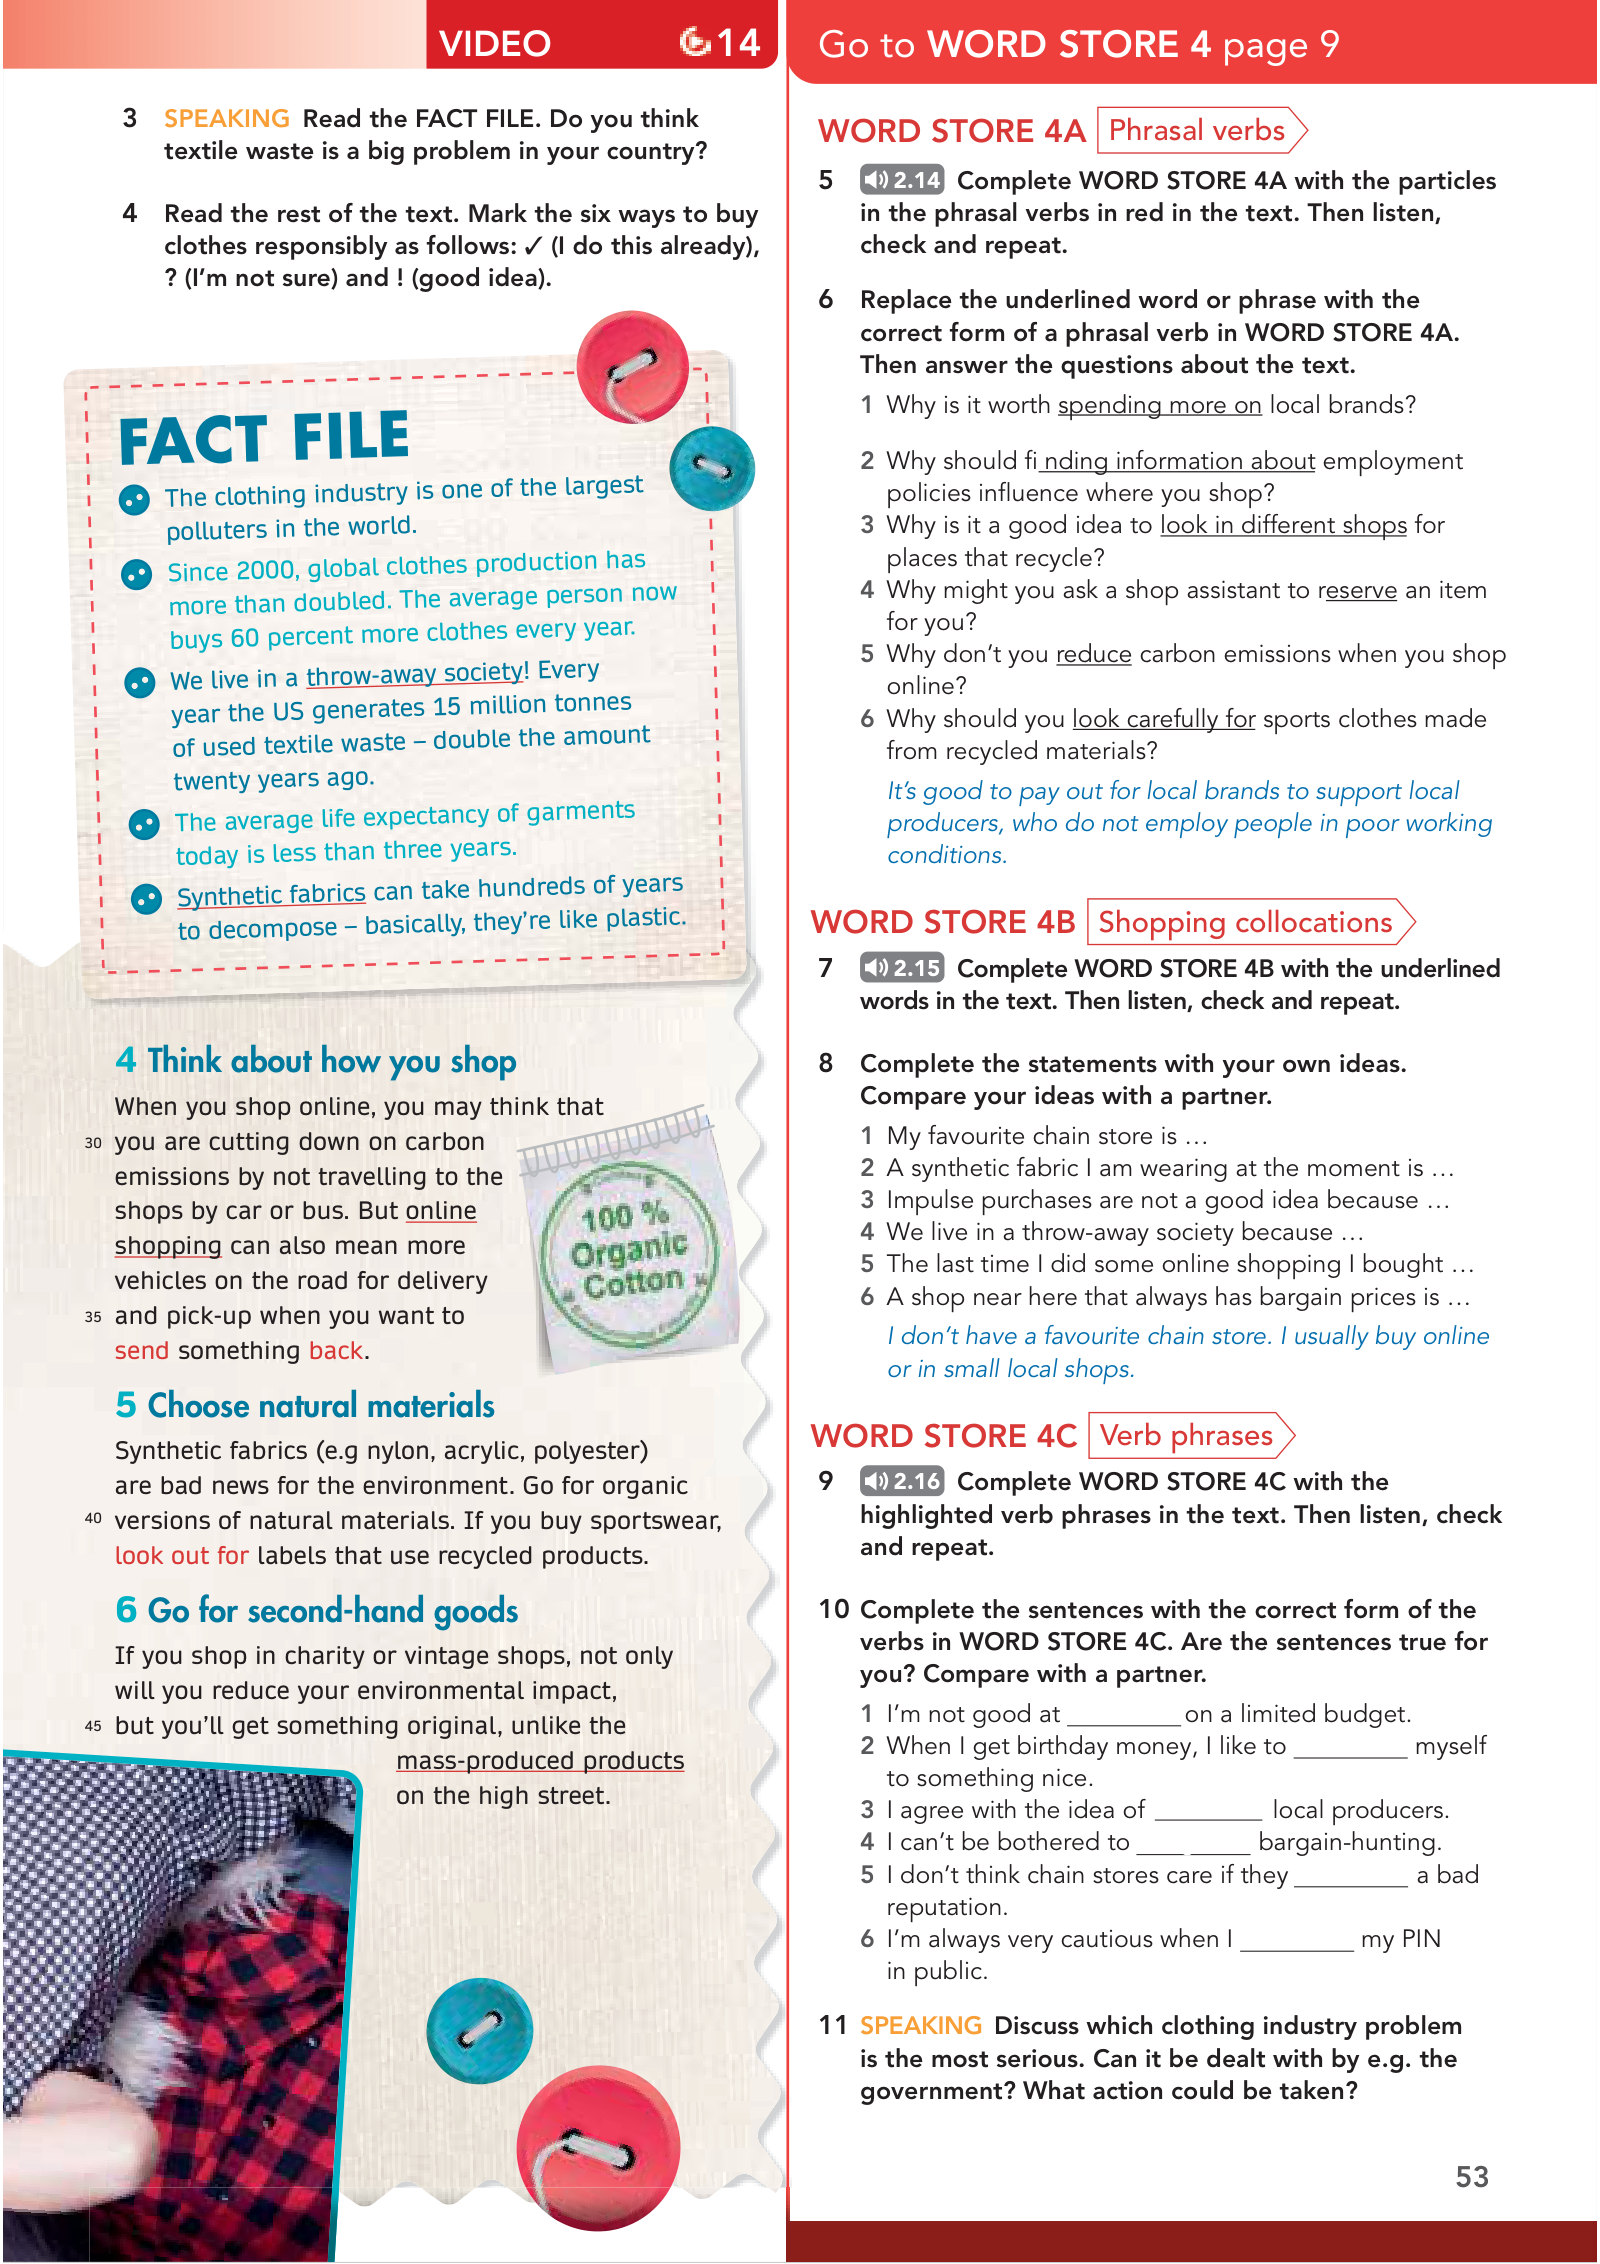 VIDEO 14
3 SPEAKING Read the FACT FILE. Do you think
textile waste is a big problem in your country?
4 Read the rest of the text. Mark the six ways to buy
clothes responsibly as follows: ✓ (I do this already),
? (I'm not sure) and ! (good idea).
FACT FILE
The clothing industry is one of the largest
polluters in the world.
Since 2000, global clothes production has
more than doubled. The average person now
buys 60 percent more clothes every year.
We live in a throw-away society! Every
year the US generates 15 million tonnes
of used textile waste – double the amount
twenty years ago.
The average life expectancy of garments
today is less than three years.
Synthetic fabrics can take hundreds of years
to decompose – basically, they're like plastic.
4 Think about how you shop
When you shop online, you may think that
30 you are cutting down on carbon
emissions by not travelling to the
shops by car or bus. But online
shopping can also mean more
vehicles on the road for delivery
35 and pick-up when you want to
send something back.
100 %
Organic
Cotton
5 Choose natural materials
Synthetic fabrics (e.g nylon, acrylic, polyester)
are bad news for the environment. Go for organic
40 versions of natural materials. If you buy sportswear,
look out for labels that use recycled products.
6 Go for second-hand goods
If you shop in charity or vintage shops, not only
will you reduce your environmental impact,
45 but you'll get something original, unlike the
mass-produced products
on the high street.
Go to WORD STORE 4 page 9
WORD STORE 4A Phrasal verbs
5 2.14 Complete WORD STORE 4A with the particles
in the phrasal verbs in red in the text. Then listen,
check and repeat.
6 Replace the underlined word or phrase with the
correct form of a phrasal verb in WORD STORE 4A.
Then answer the questions about the text.
1 Why is it worth spending more on local brands?
2 Why should fi nding information about employment
policies influence where you shop?
3 Why is it a good idea to look in different shops for
places that recycle?
4 Why might you ask a shop assistant to reserve an item
for you?
5 Why don't you reduce carbon emissions when you shop
online?
6 Why should you look carefully for sports clothes made
from recycled materials?
It's good to pay out for local brands to support local
producers, who do not employ people in poor working
conditions.
WORD STORE 4B Shopping collocations
7 2.15 Complete WORD STORE 4B with the underlined
words in the text. Then listen, check and repeat.
8 Complete the statements with your own ideas.
Compare your ideas with a partner.
1 My favourite chain store is …
2 A synthetic fabric I am wearing at the moment is …
3 Impulse purchases are not a good idea because …
4 We live in a throw-away society because …
5 The last time I did some online shopping I bought …
6 A shop near here that always has bargain prices is …
I don't have a favourite chain store. I usually buy online
or in small local shops.
WORD STORE 4C Verb phrases
9 2.16 Complete WORD STORE 4C with the
highlighted verb phrases in the text. Then listen, check
and repeat.
10 Complete the sentences with the correct form of the
verbs in WORD STORE 4C. Are the sentences true for
you? Compare with a partner.
1 I'm not good at _________ on a limited budget.
2 When I get birthday money, I like to _________ myself
to something nice.
3 I agree with the idea of _________ local producers.
4 I can't be bothered to ____ _____ bargain-hunting.
5 I don't think chain stores care if they _________ a bad
reputation.
6 I'm always very cautious when I _________ my PIN
in public.
11 SPEAKING Discuss which clothing industry problem
is the most serious. Can it be dealt with by e.g. the
government? What action could be taken?
53